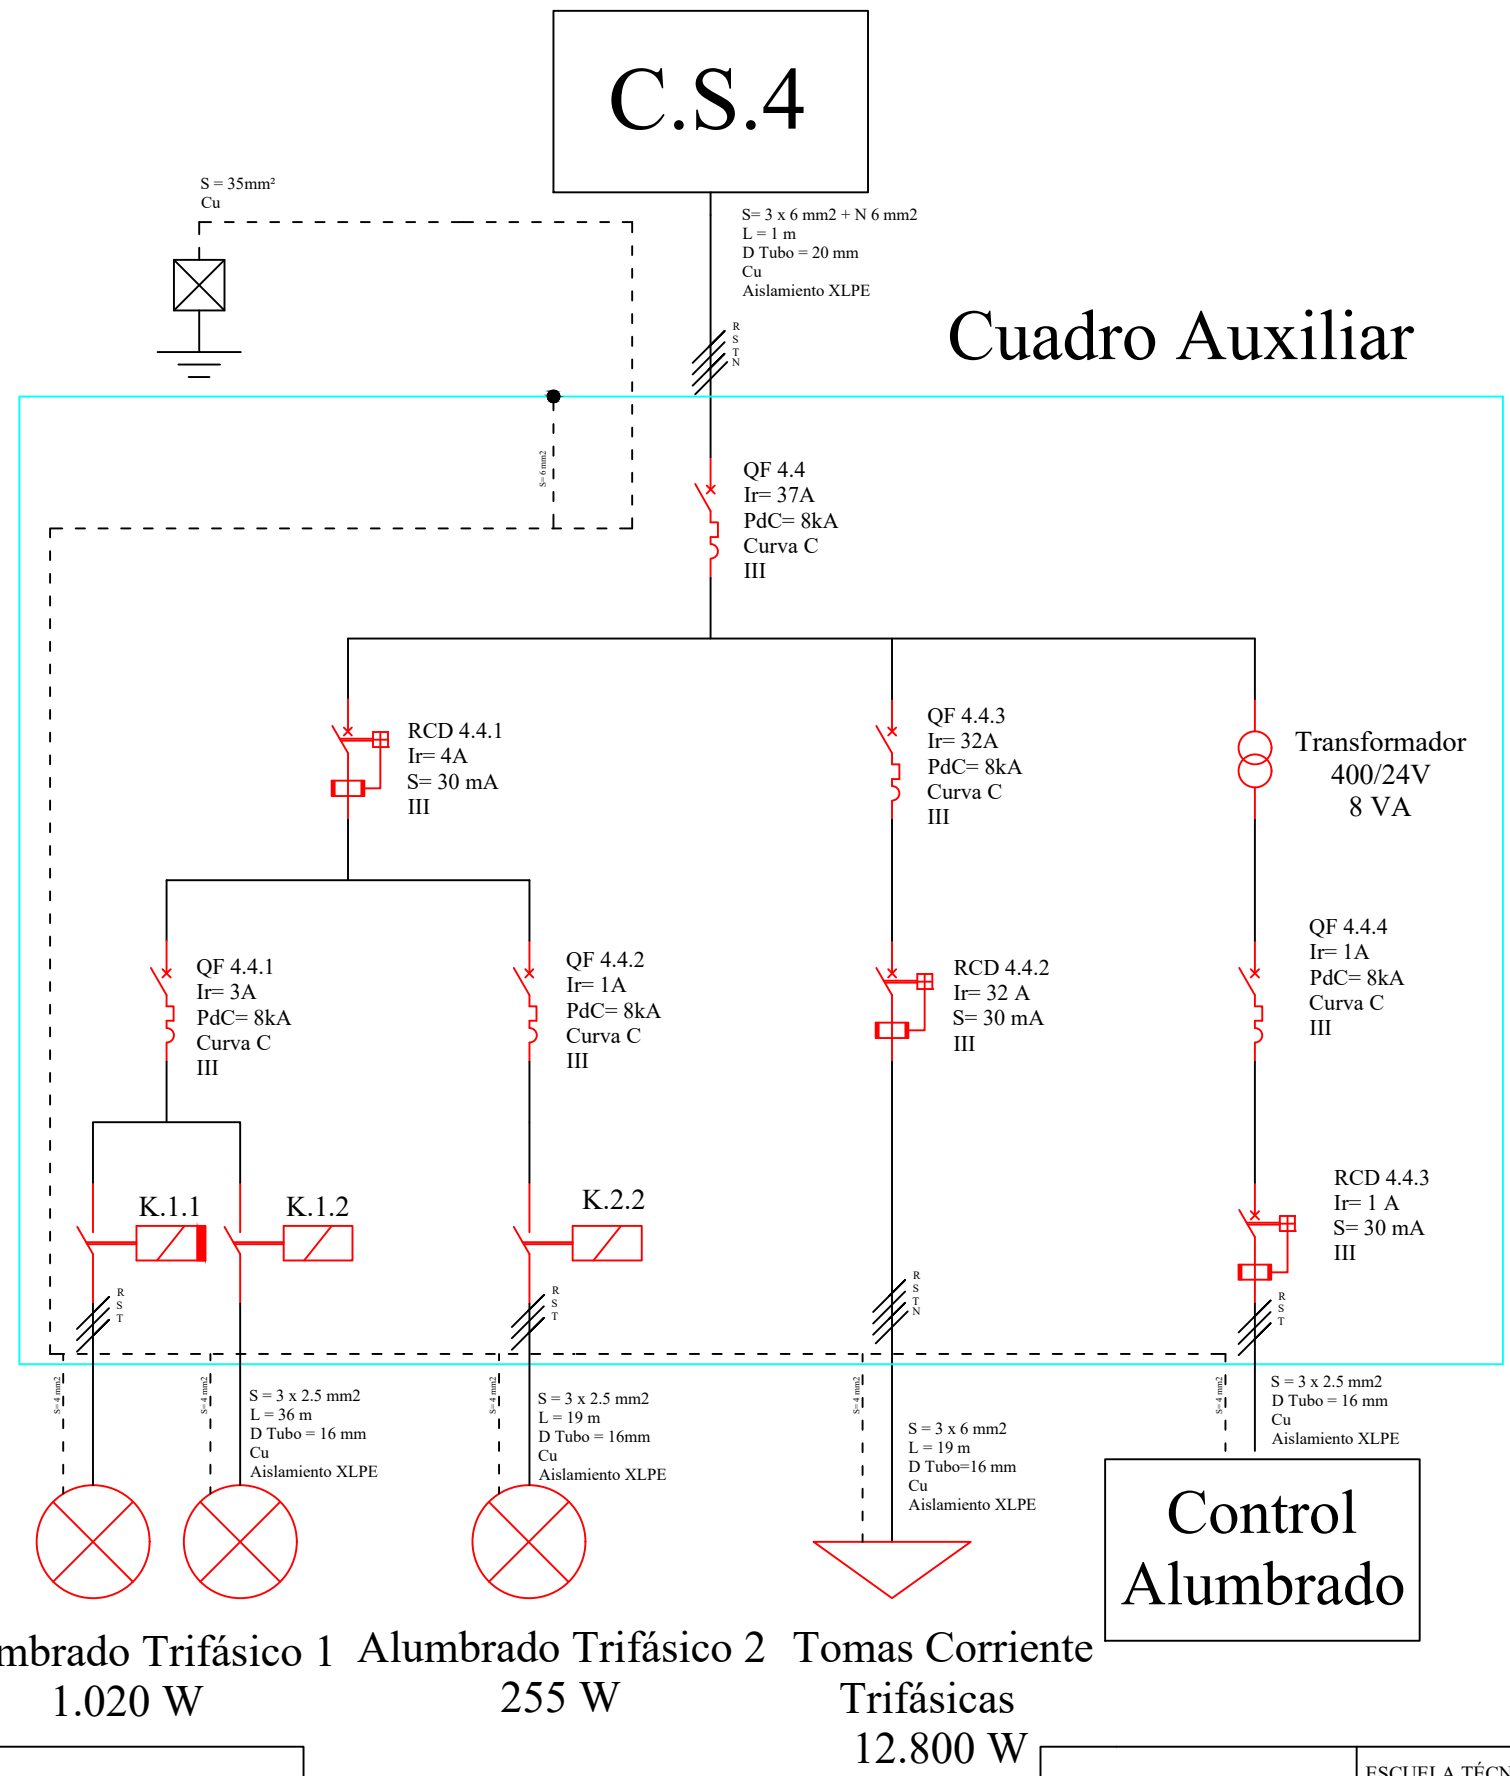 C.S.4
S = 35mm²
Cu
S= 3 x 6 mm2 + N 6 mm2
L = 1 m
D Tubo = 20 mm
Cu
Aislamiento XLPE
R
S
T
N
Cuadro Auxiliar
S= 6 mm2
QF 4.4
Ir= 37A
PdC= 8kA
Curva C
III
RCD 4.4.1
Ir= 4A
S= 30 mA
III
QF 4.4.3
Ir= 32A
PdC= 8kA
Curva C
III
Transformador
400/24V
8 VA
QF 4.4.1
Ir= 3A
PdC= 8kA
Curva C
III
QF 4.4.2
Ir= 1A
PdC= 8kA
Curva C
III
RCD 4.4.2
Ir= 32 A
S= 30 mA
III
QF 4.4.4
Ir= 1A
PdC= 8kA
Curva C
III
K.1.1
K.1.2
K.2.2
RCD 4.4.3
Ir= 1 A
S= 30 mA
III
R
S
T
R
S
T
R
S
T
N
R
S
T
S= 4 mm2
S= 4 mm2
S = 3 x 2.5 mm2
L = 36 m
D Tubo = 16 mm
Cu
Aislamiento XLPE
S= 4 mm2
S = 3 x 2.5 mm2
L = 19 m
D Tubo = 16mm
Cu
Aislamiento XLPE
S= 4 mm2
S = 3 x 6 mm2
L = 19 m
D Tubo=16 mm
Cu
Aislamiento XLPE
S= 4 mm2
S = 3 x 2.5 mm2
D Tubo = 16 mm
Cu
Aislamiento XLPE
Control
Alumbrado
mbrado Trifásico 1
1.020 W
Alumbrado Trifásico 2
255 W
Tomas Corriente
Trifásicas
12.800 W
ESCUELA TÉCN